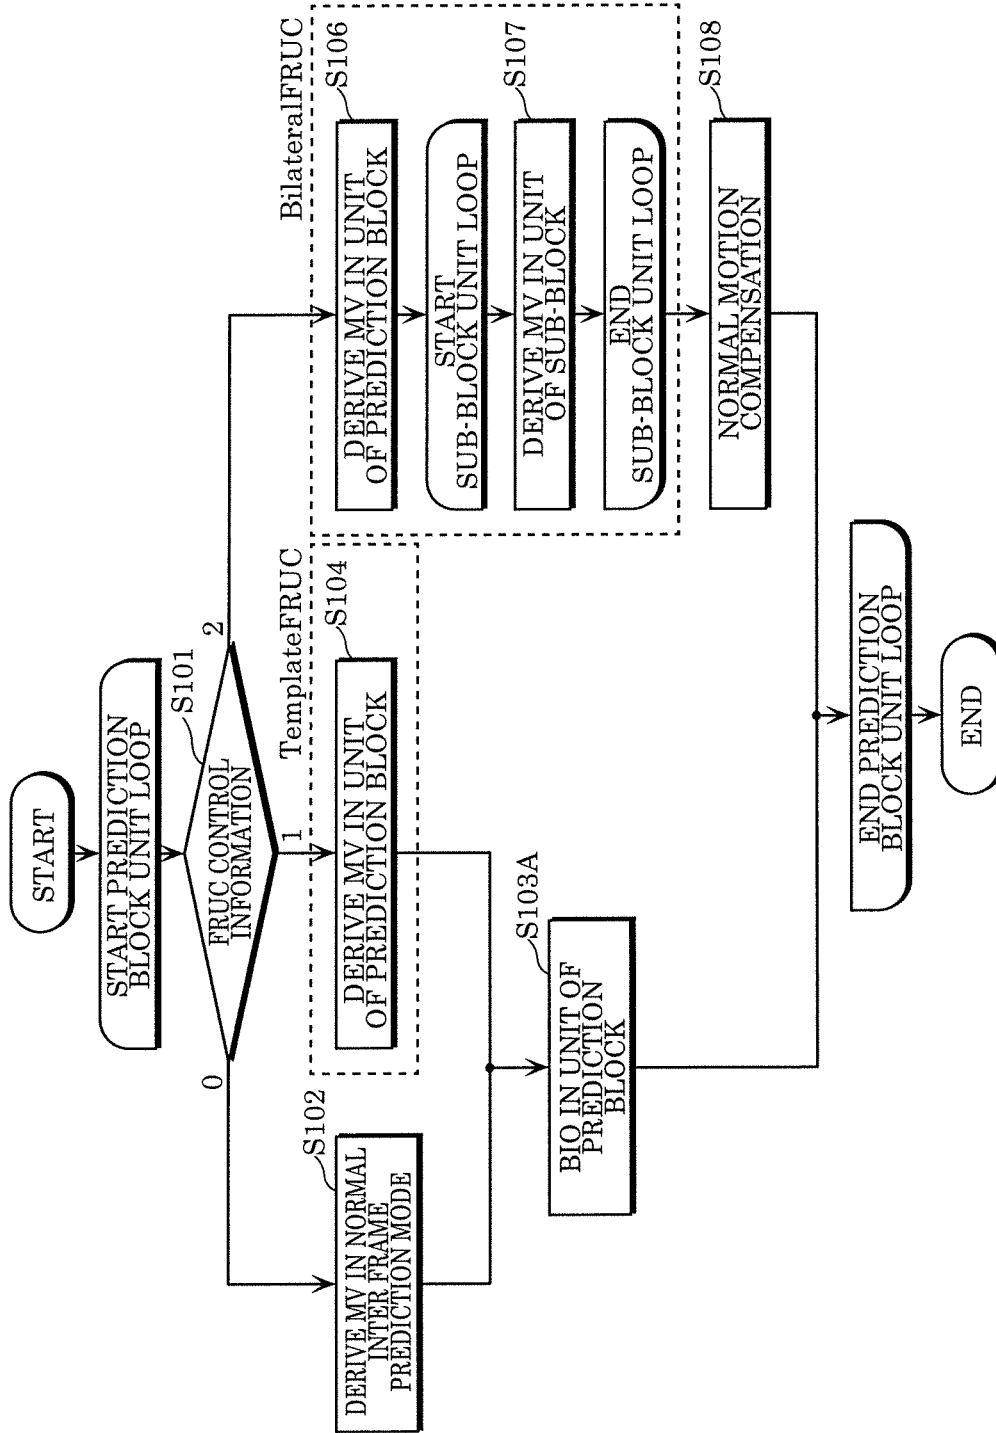 START
START PREDICTION
BLOCK UNIT LOOP
S101
FRUC CONTROL
INFORMATION
0
1
2
S102
DERIVE MV IN NORMAL
INTER FRAME
PREDICTION MODE
TemplateFRUC
S104
DERIVE MV IN UNIT
OF PREDICTION BLOCK
BilateralFRUC
S106
DERIVE MV IN UNIT
OF PREDICTION BLOCK
START
SUB-BLOCK UNIT LOOP
S107
DERIVE MV IN UNIT
OF SUB-BLOCK
END
SUB-BLOCK UNIT LOOP
S103A
BIO IN UNIT OF
PREDICTION
BLOCK
S108
NORMAL MOTION
COMPENSATION
END PREDICTION
BLOCK UNIT LOOP
END